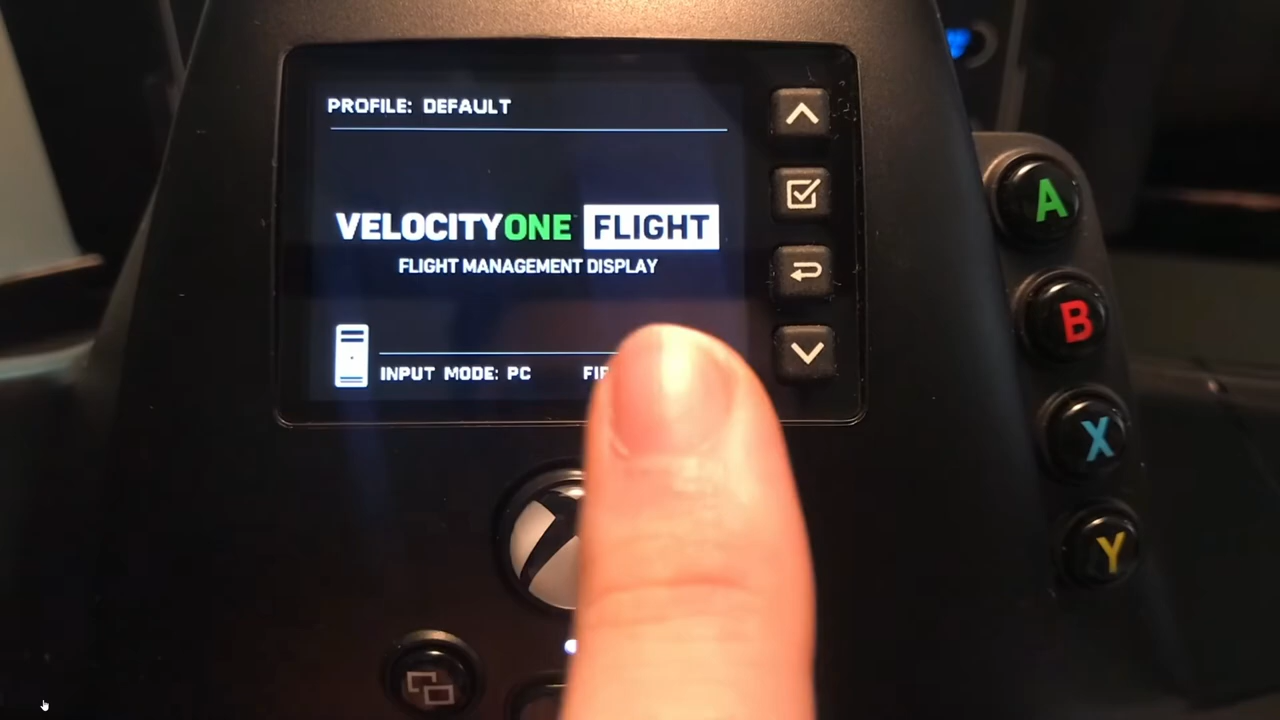 PROFILE: DEFAULT
VELOCITYONE FLIGHT
FLIGHT MANAGEMENT DISPLAY
INPUT MODE: PC
A
B
X
Y